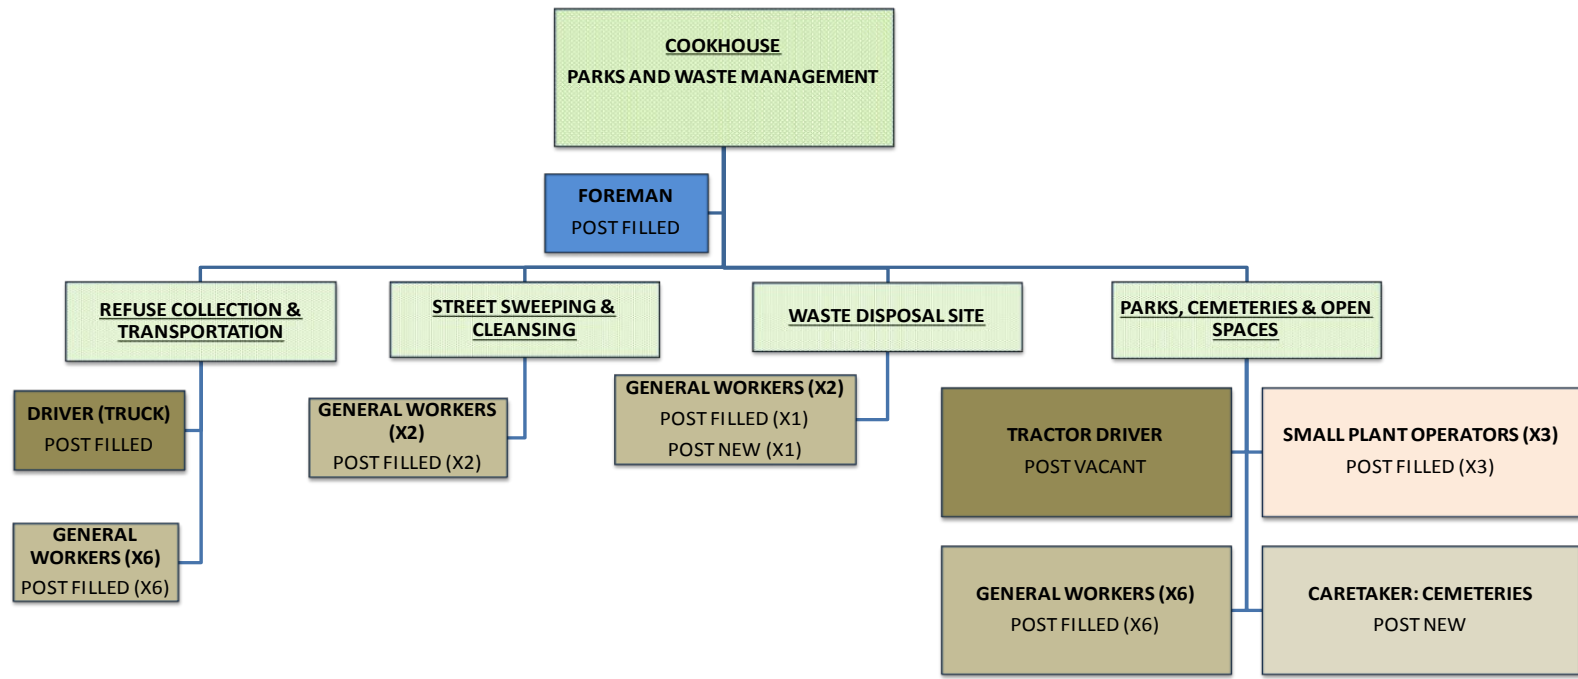 COOKHOUSE
PARKS AND WASTE MANAGEMENT
FOREMAN
POST FILLED
REFUSE COLLECTION &
TRANSPORTATION
STREET SWEEPING &
CLEANSING
WASTE DISPOSAL SITE
PARKS, CEMETERIES & OPEN
SPACES
DRIVER (TRUCK)
POST FILLED
GENERAL WORKERS
(X2)
POST FILLED (X2)
GENERAL WORKERS (X2)
POST FILLED (X1)
POST NEW (X1)
TRACTOR DRIVER
POST VACANT
SMALL PLANT OPERATORS (X3)
POST FILLED (X3)
GENERAL
WORKERS (X6)
POST FILLED (X6)
GENERAL WORKERS (X6)
POST FILLED (X6)
CARETAKER: CEMETERIES
POST NEW